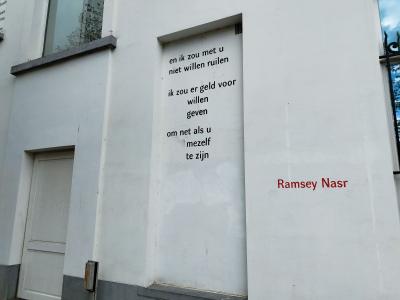 en ik zou met u
niet willen ruilen
ik zou er geld voor
willen
geven
om net als u
mezelf
te zijn
Ramsey Nasr